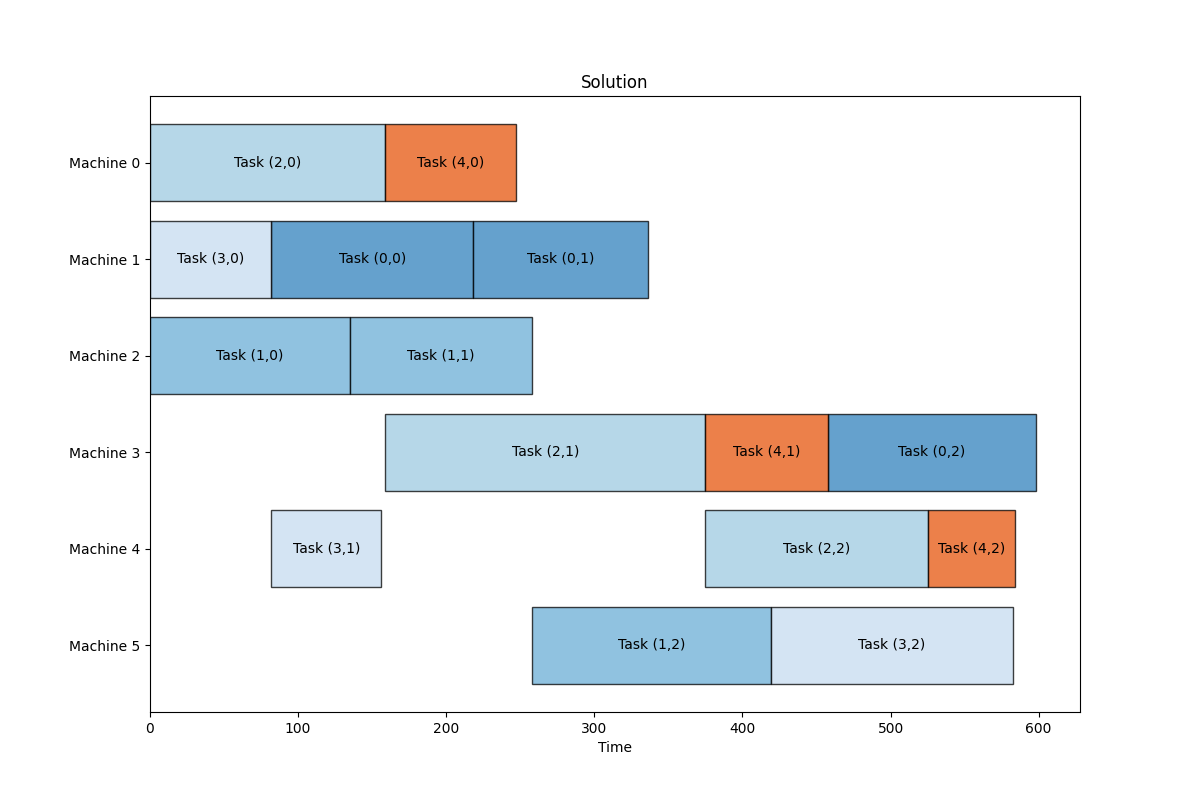 Solution
Machine 0
Task (2,0)
Task (4,0)
Machine 1
Task (3,0)
Task (0,0)
Task (0,1)
Machine 2
Task (1,0)
Task (1,1)
Machine 3
Task (2,1)
Task (4,1)
Task (0,2)
Machine 4
Task (3,1)
Task (2,2)
Task (4,2)
Machine 5
Task (1,2)
Task (3,2)
0 100 200 300 400 500 600
Time